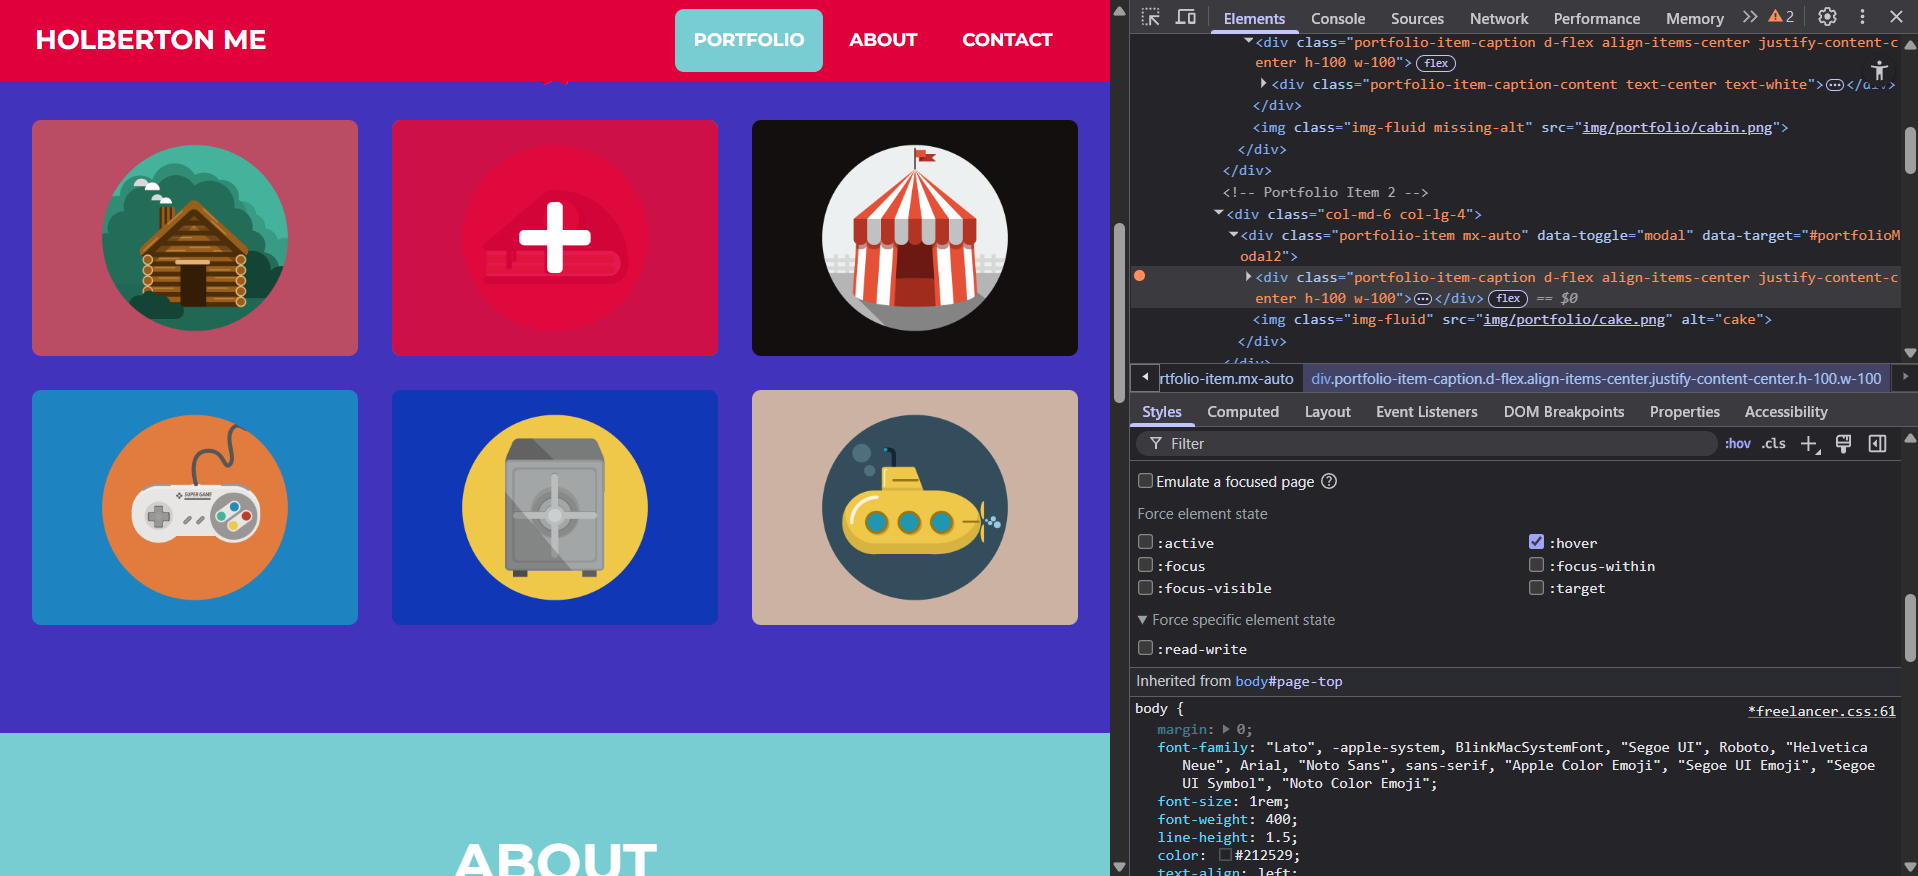 HOLBERTON ME
PORTFOLIO
ABOUT
CONTACT
SUPER GAME
ABOUT
Elements Console Sources Network Performance Memory 2
<div class="portfolio-item-caption d-flex align-items-center justify-content-c
enter h-100 w-100"> flex
<div class="portfolio-item-caption-content text-center text-white">…</div>
</div>
<img class="img-fluid missing-alt" src="img/portfolio/cabin.png">
</div>
</div>
<!-- Portfolio Item 2 -->
<div class="col-md-6 col-lg-4">
<div class="portfolio-item mx-auto" data-toggle="modal" data-target="#portfolioM
odal2">
<div class="portfolio-item-caption d-flex align-items-center justify-content-c
enter h-100 w-100">…</div> flex == $0
<img class="img-fluid" src="img/portfolio/cake.png" alt="cake">
</div>
</div>
rtfolio-item.mx-auto div.portfolio-item-caption.d-flex.align-items-center.justify-content-center.h-100.w-100
Styles Computed Layout Event Listeners DOM Breakpoints Properties Accessibility
Filter :hov .cls
Emulate a focused page ?
Force element state
:active :hover
:focus :focus-within
:focus-visible :target
Force specific element state
:read-write
Inherited from body#page-top
body { *freelancer.css:61
margin: 0;
font-family: "Lato", -apple-system, BlinkMacSystemFont, "Segoe UI", Roboto, "Helvetica
Neue", Arial, "Noto Sans", sans-serif, "Apple Color Emoji", "Segoe UI Emoji", "Segoe
UI Symbol", "Noto Color Emoji";
font-size: 1rem;
font-weight: 400;
line-height: 1.5;
color: #212529;
text-align: left;